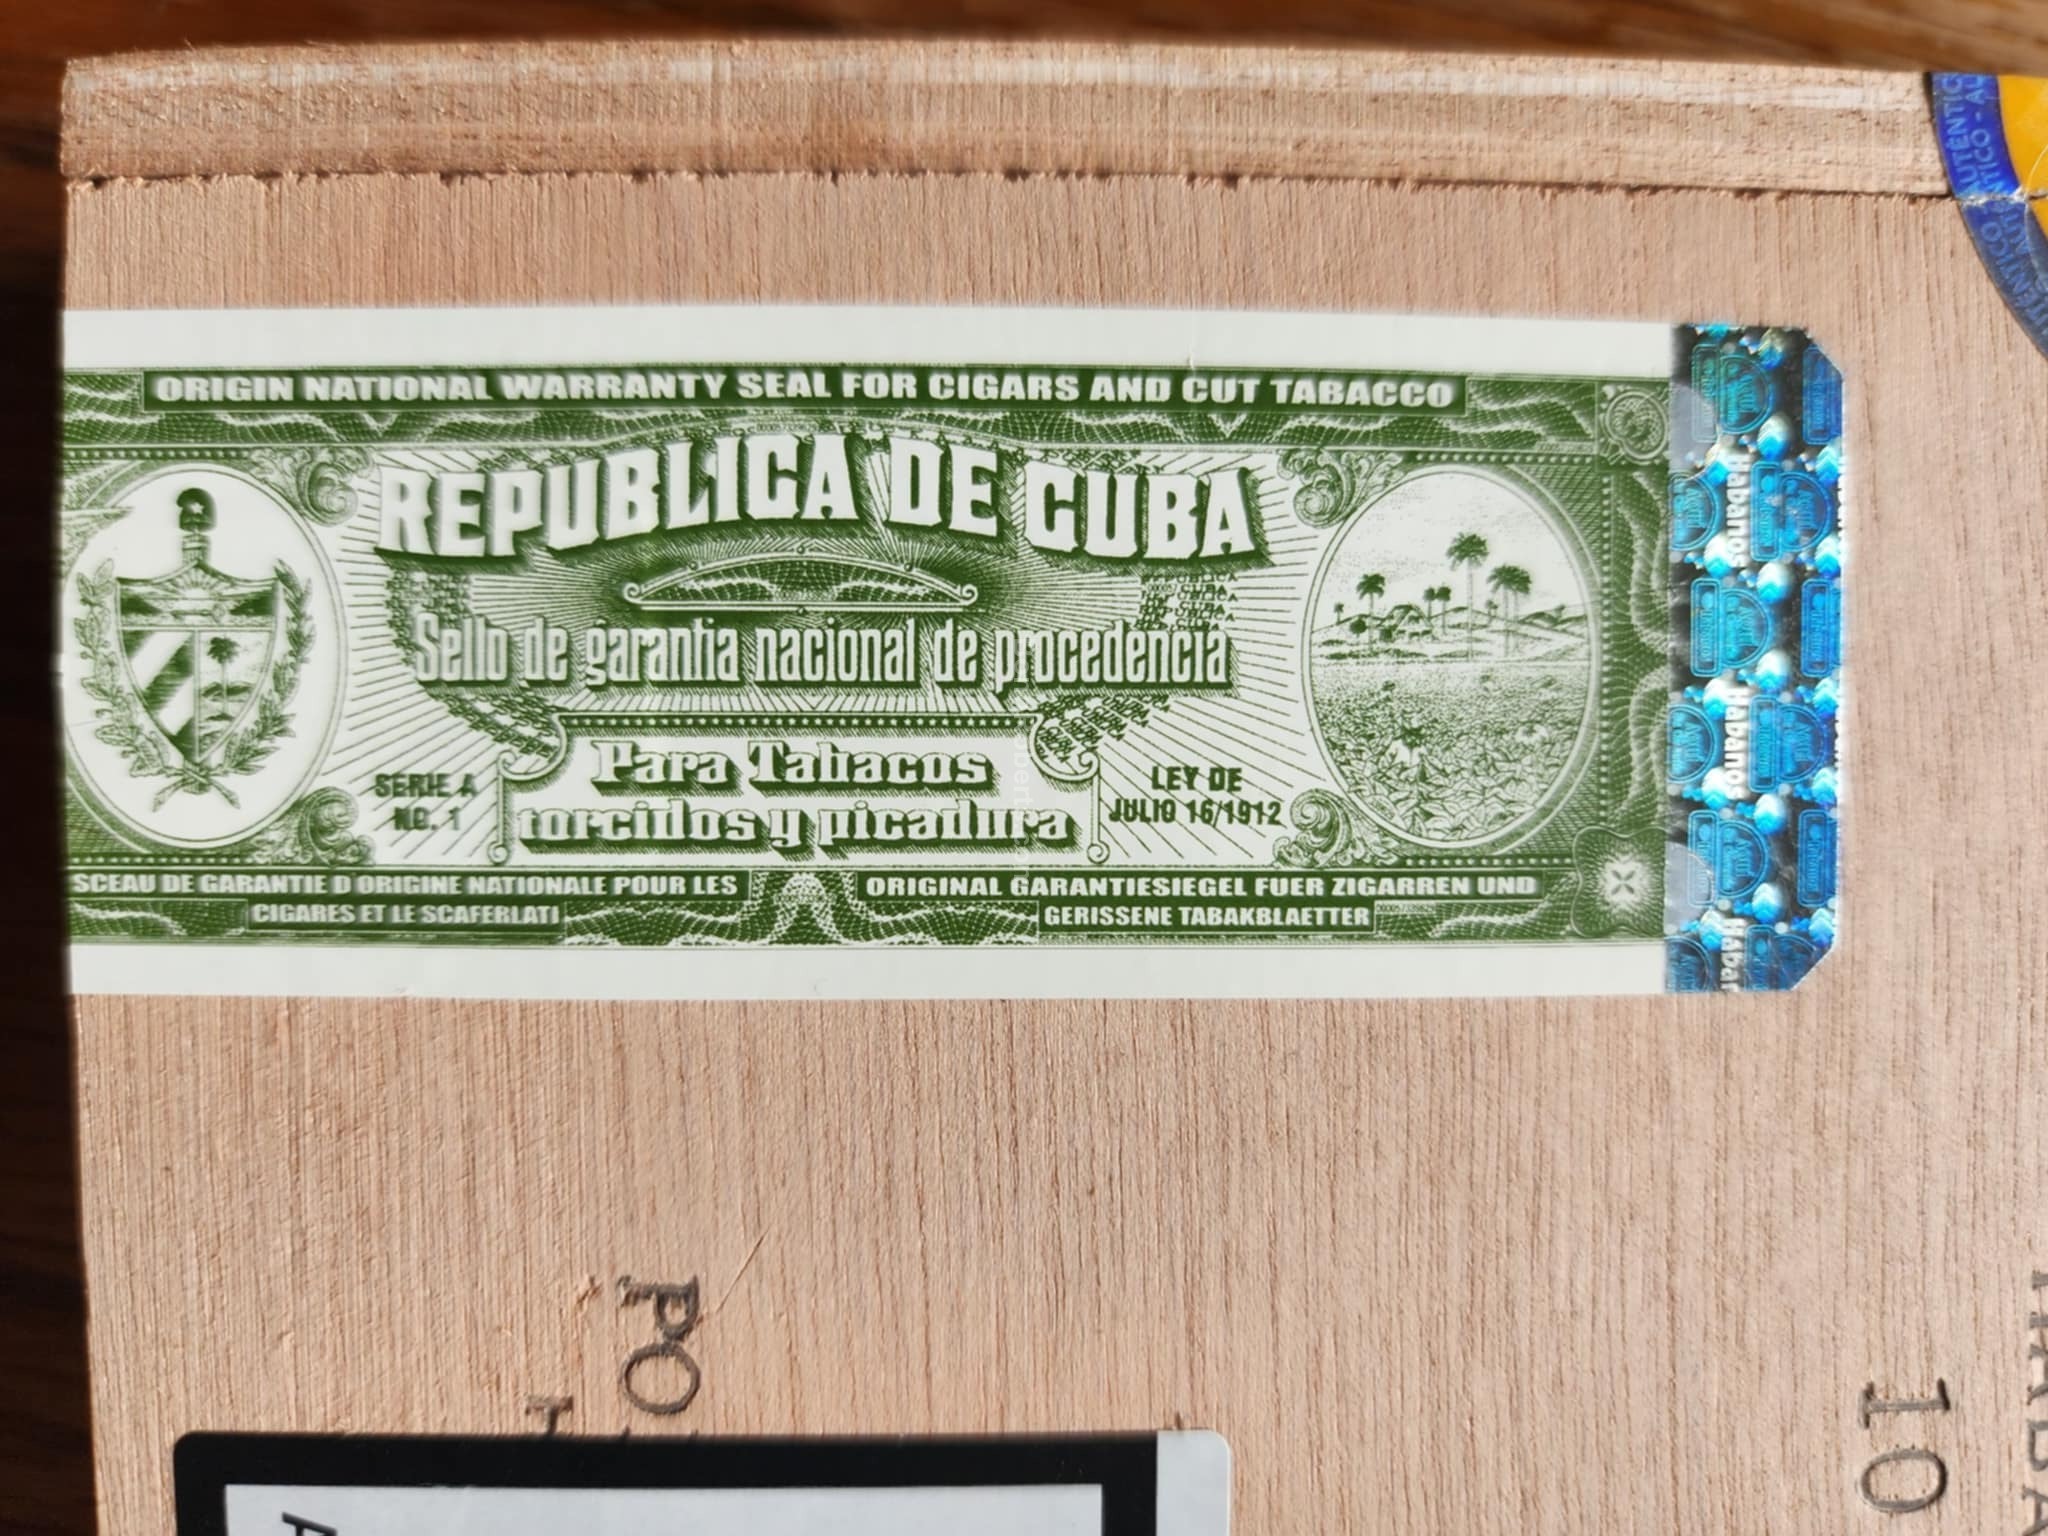 ORIGIN NATIONAL WARRANTY SEAL FOR CIGARS AND CUT TABACCO
REPUBLICA DE CUBA
Sello de garantia nacional de procedencia
Para Tabacos
torcidos y picadura
SERIE A
NO. 1
LEY DE
JULIO 16/1912
SCEAU DE GARANTIE D'ORIGINE NATIONALE POUR LES
CIGARES ET LE SCAFERLATI
ORIGINAL GARANTIESIEGEL FUER ZIGARREN UND
GERISSENE TABAKBLAETTER
Habanos
Habanos
Habar
PO
10